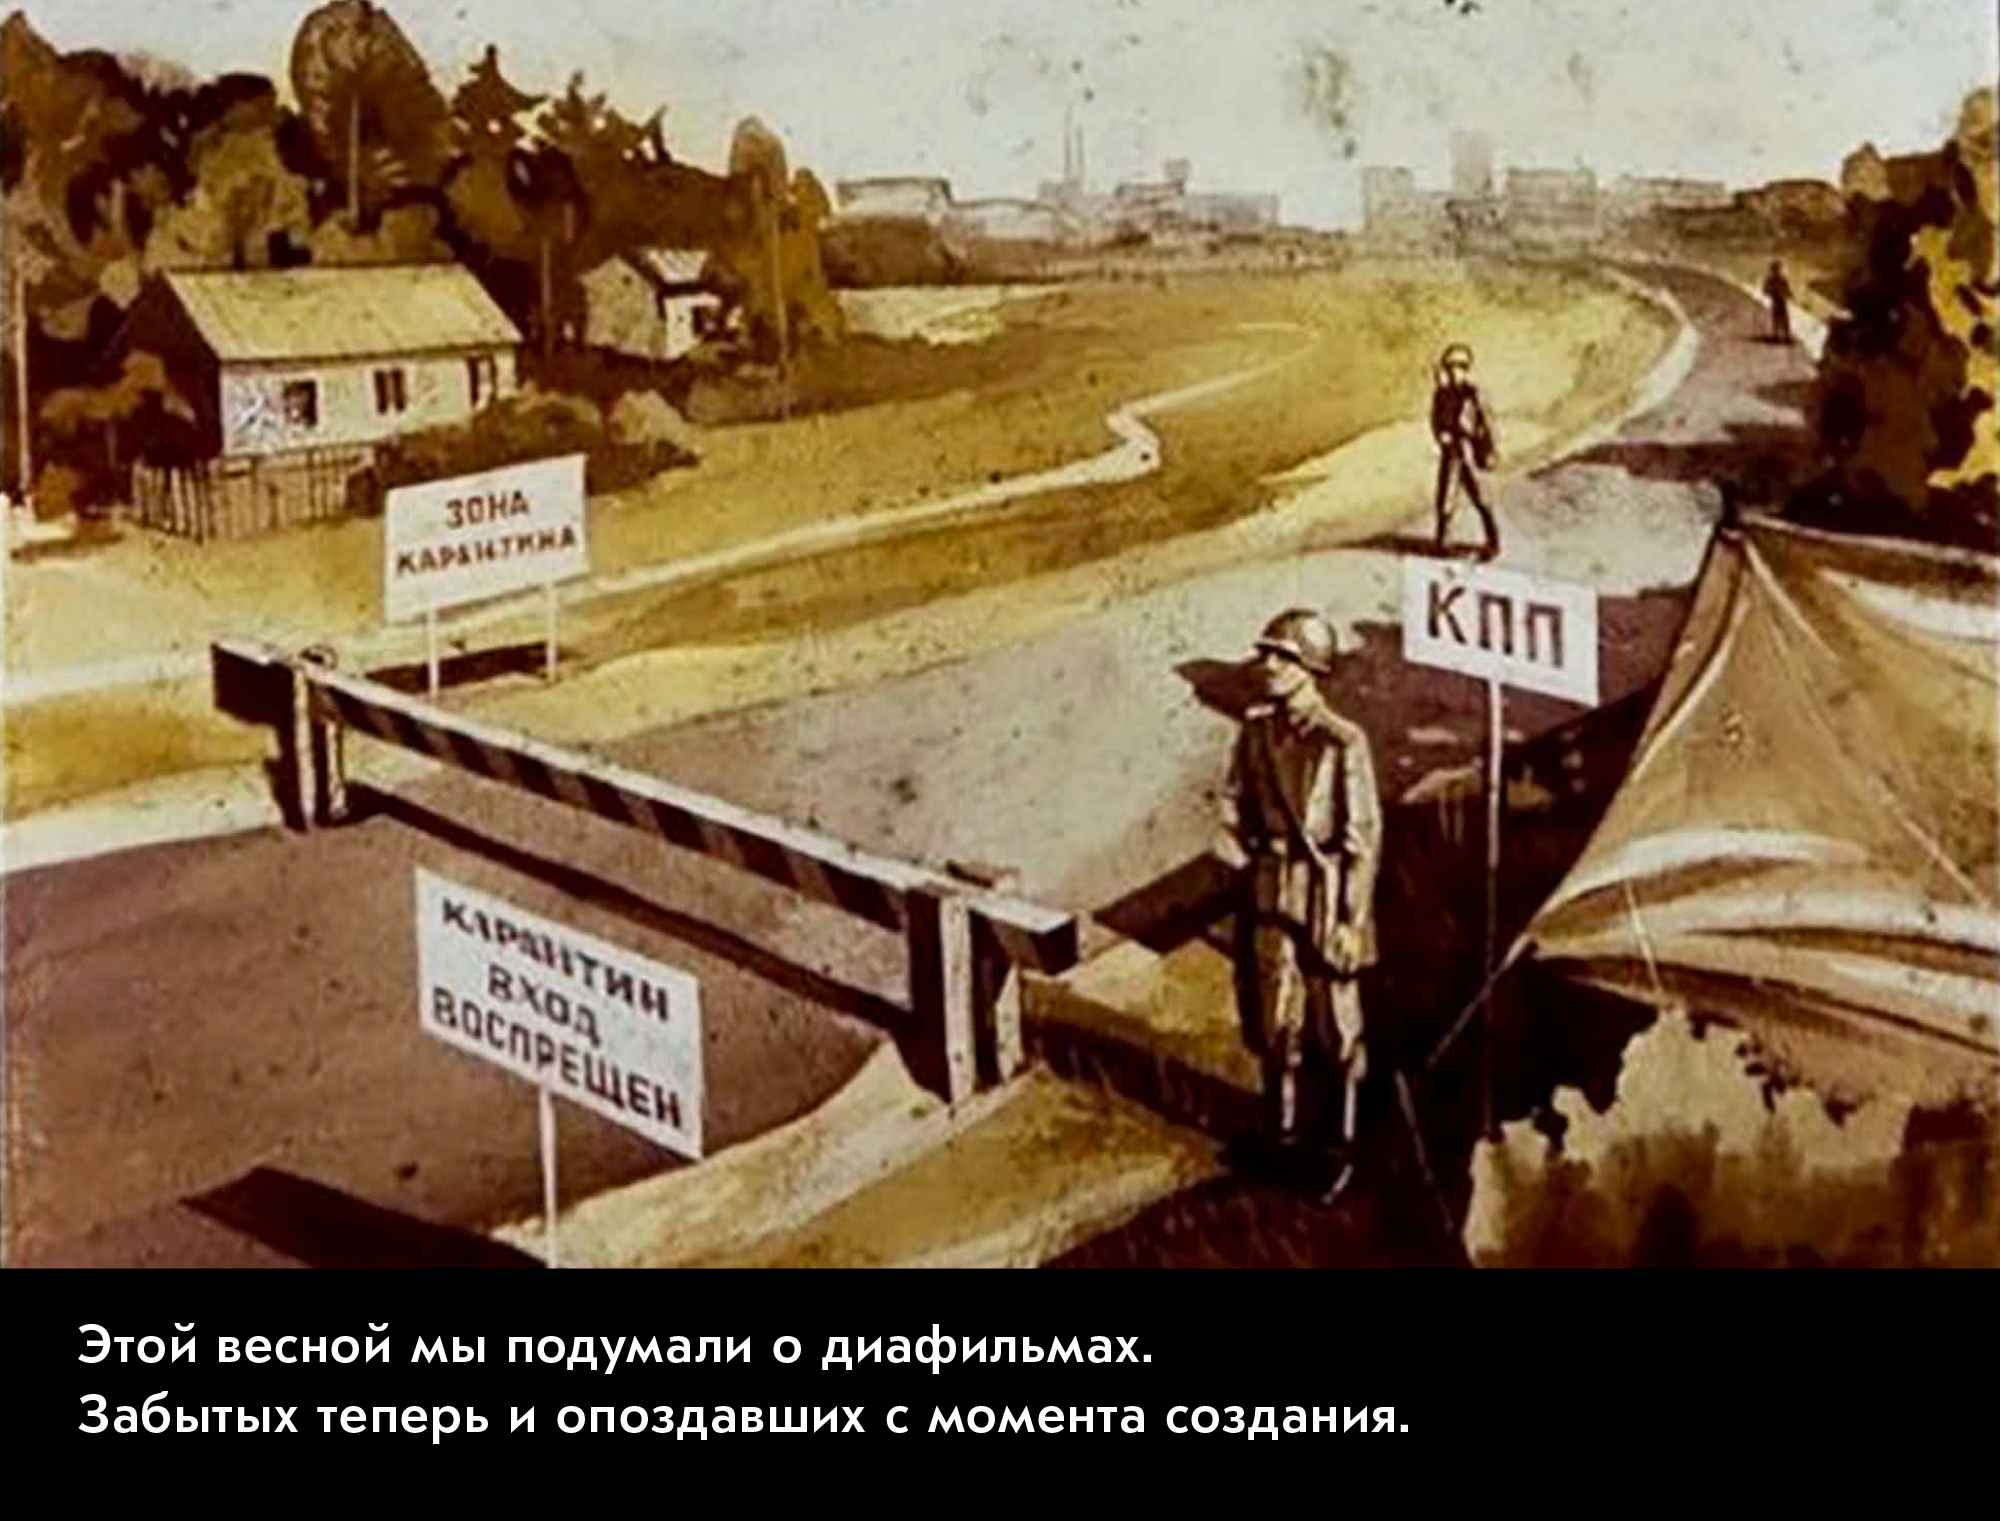 ЗОНА
КАРАНТИНА
КПП
КАРАНТИН
ВХОД
ВОСПРЕЩЕН
Этой весной мы подумали о диафильмах.
Забытых теперь и опоздавших с момента создания.